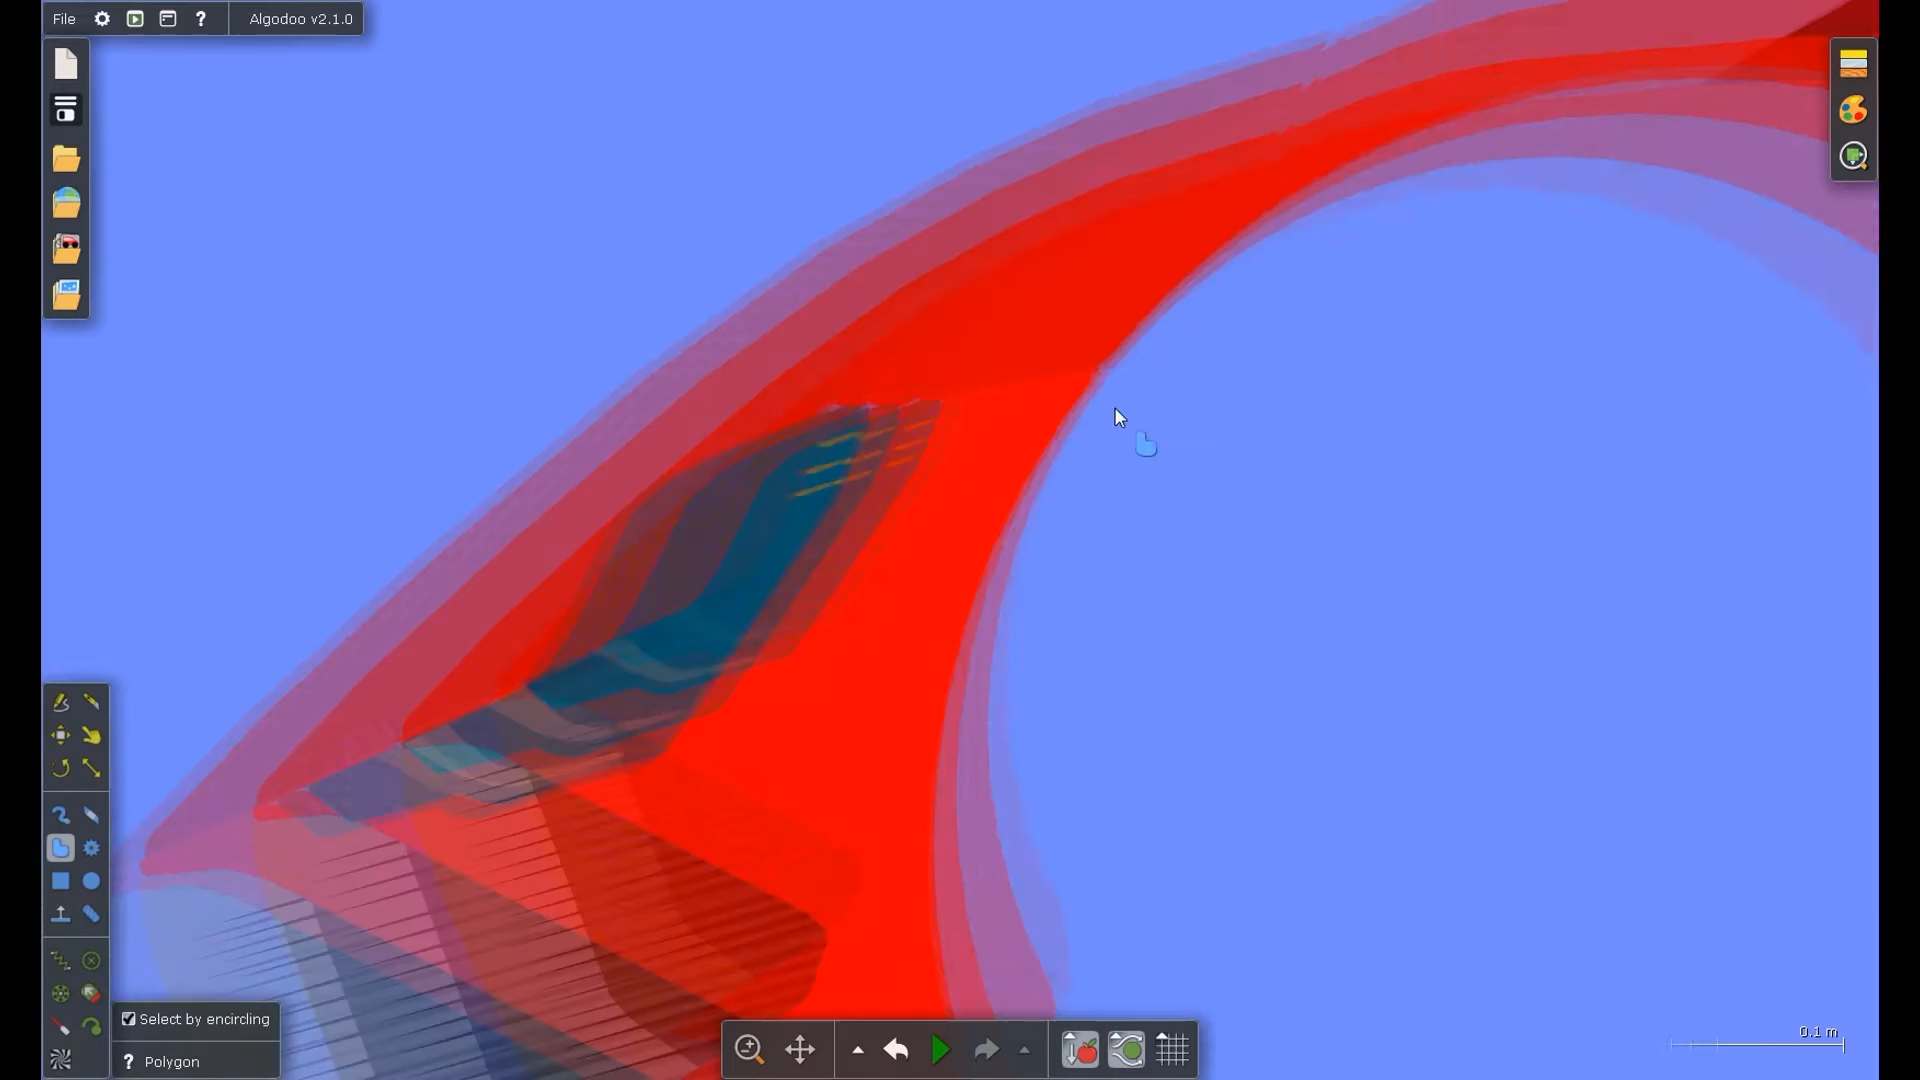 File ? Algodoo v2.1.0
0.1 m
Select by encircling
? Polygon